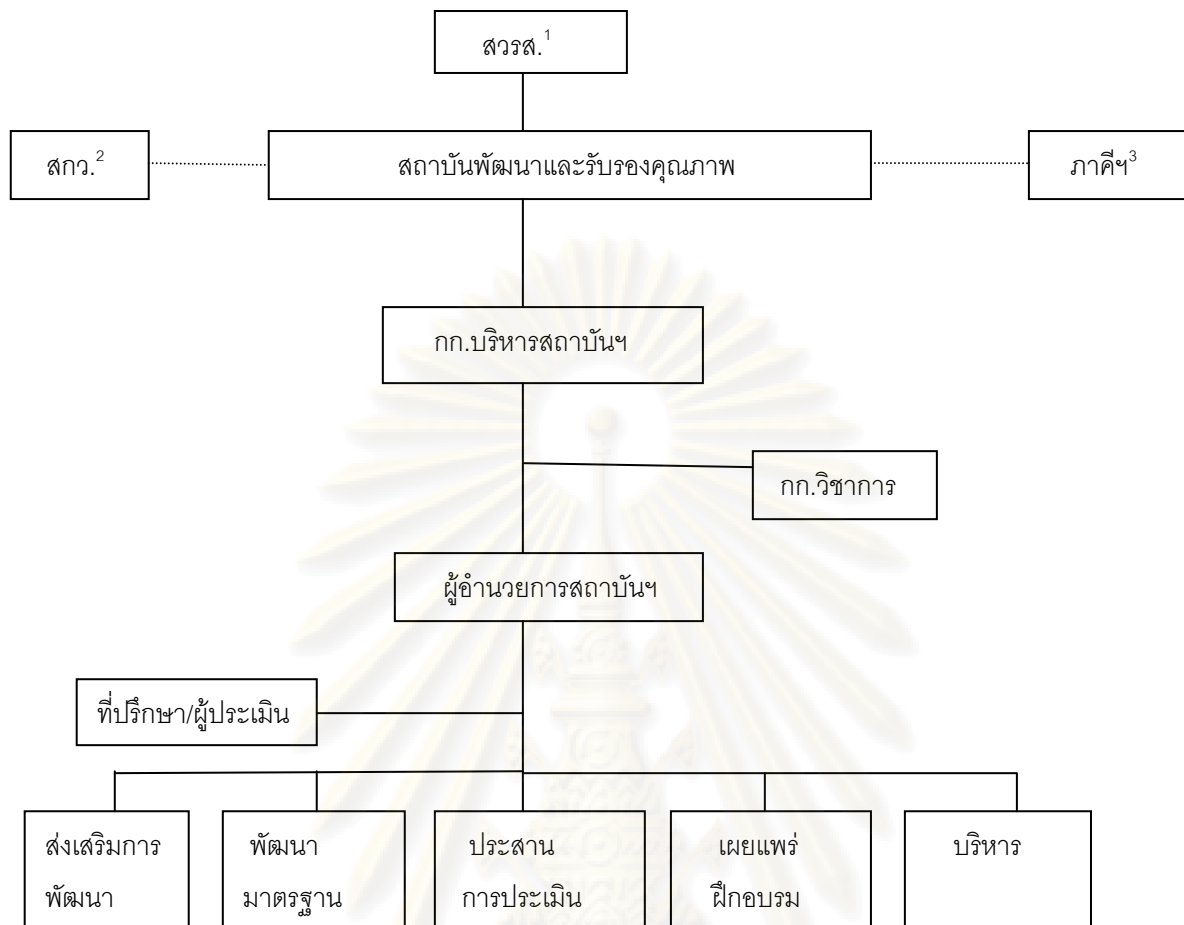 สวรส.¹
สกว.²
สถาบันพัฒนาและรับรองคุณภาพ
ภาคีฯ³
กก.บริหารสถาบันฯ
กก.วิชาการ
ผู้อำนวยการสถาบันฯ
ที่ปรึกษา/ผู้ประเมิน
ส่งเสริมการ
พัฒนา
พัฒนา
มาตรฐาน
ประสาน
การประเมิน
เผยแพร่
ฝึกอบรม
บริหาร